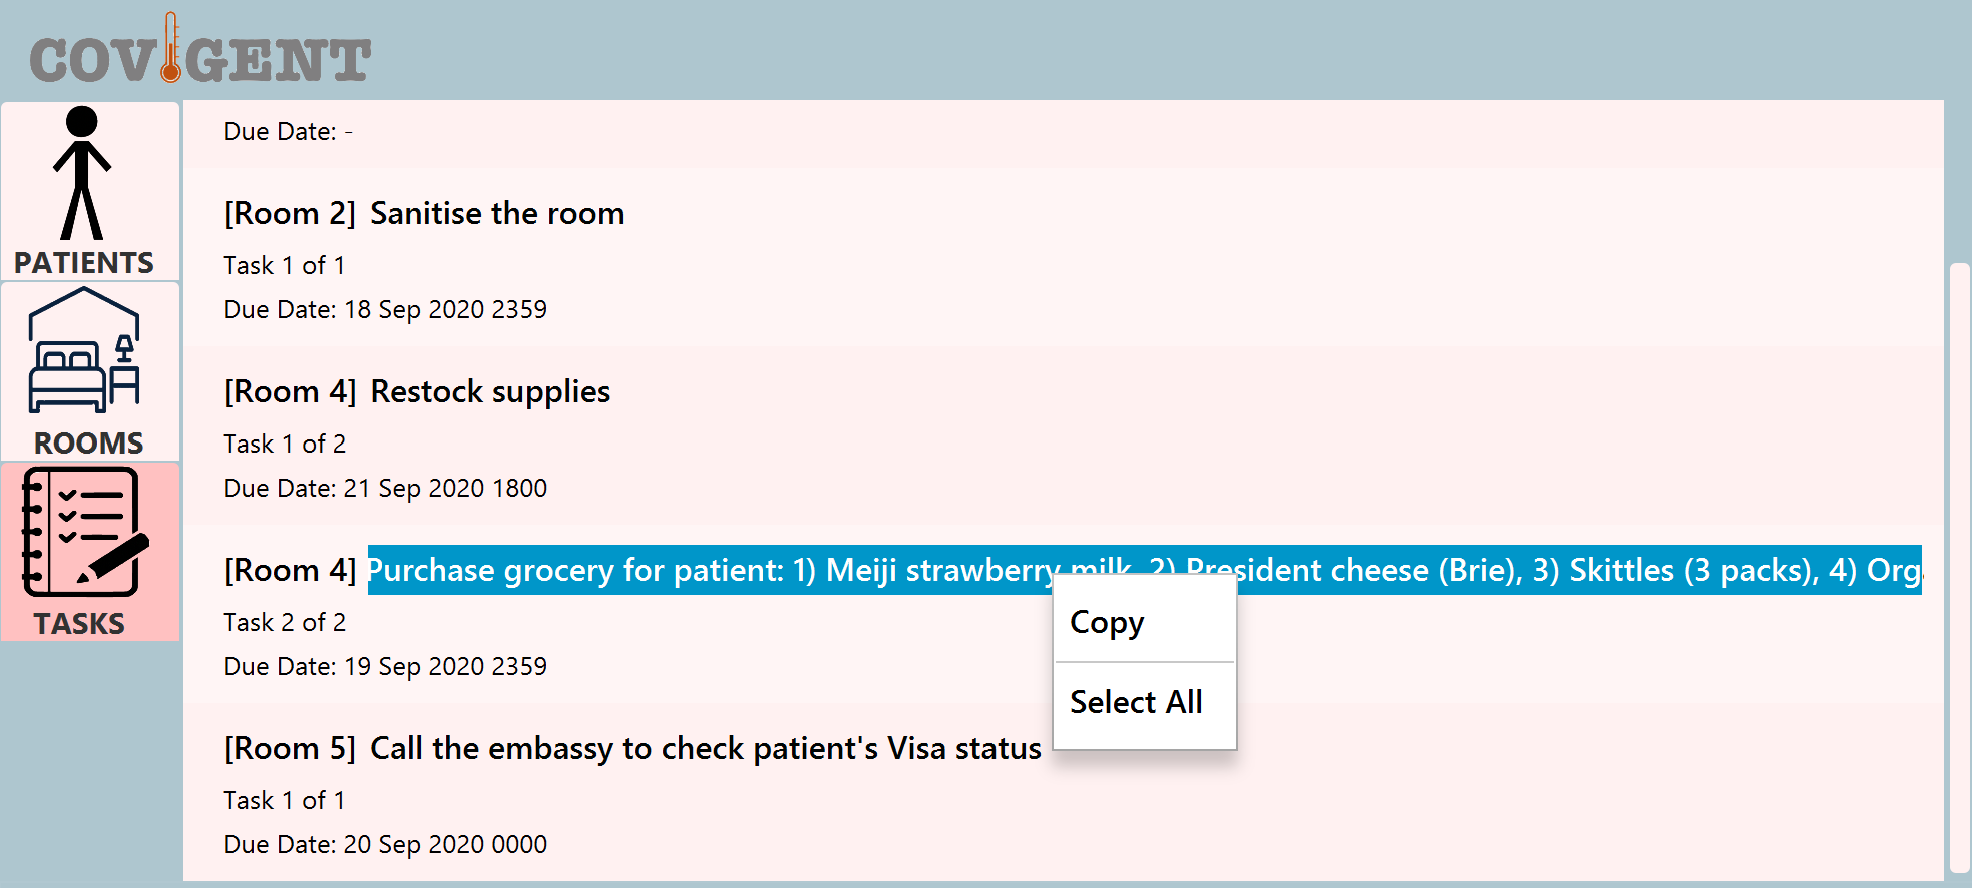 COVIGENT
PATIENTS
ROOMS
TASKS
Due Date: -
[Room 2] Sanitise the room
Task 1 of 1
Due Date: 18 Sep 2020 2359
[Room 4] Restock supplies
Task 1 of 2
Due Date: 21 Sep 2020 1800
[Room 4] Purchase grocery for patient: 1) Meiji strawberry milk, 2) President cheese (Brie), 3) Skittles (3 packs), 4) Org
Task 2 of 2
Due Date: 19 Sep 2020 2359
Copy
Select All
[Room 5] Call the embassy to check patient's Visa status
Task 1 of 1
Due Date: 20 Sep 2020 0000